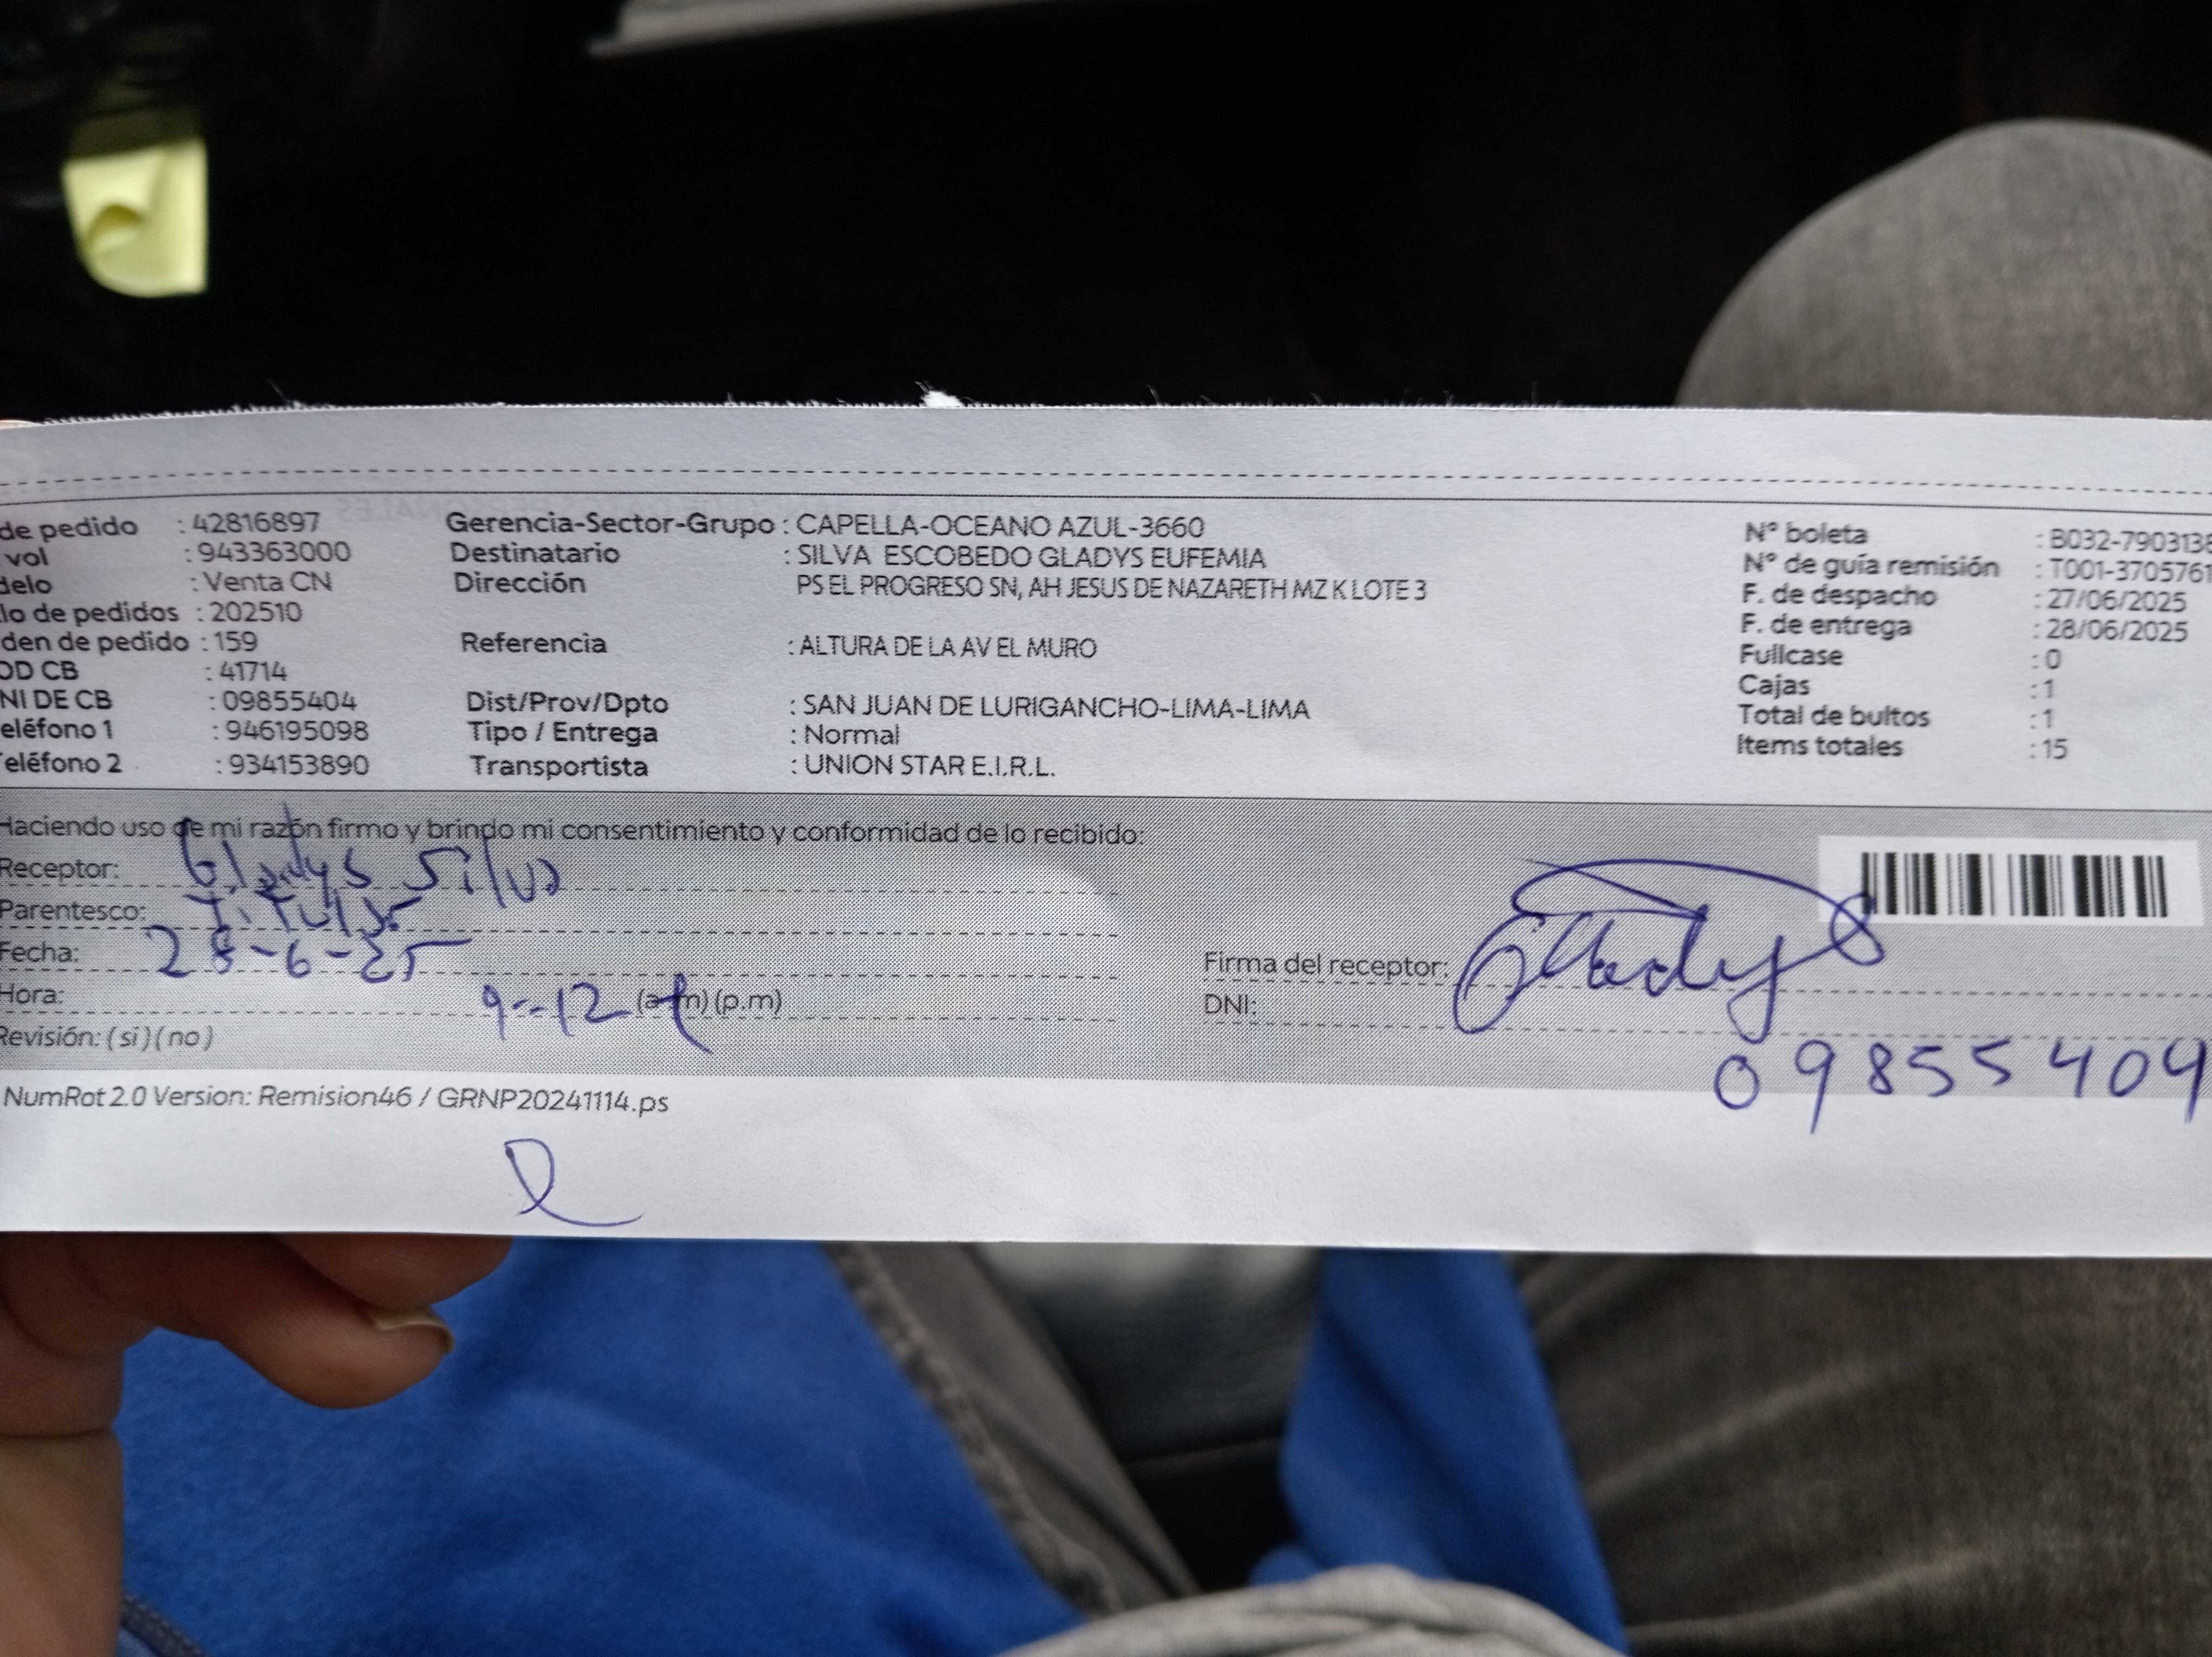 de pedido : 42816897 Gerencia-Sector-Grupo : CAPELLA-OCEANO AZUL-3660 Nº boleta : B032-7903138
vol : 943363000 Destinatario : SILVA ESCOBEDO GLADYS EUFEMIA Nº de guía remisión : T001-3705761
delo : Venta CN Dirección PS EL PROGRESO SN, AH JESUS DE NAZARETH MZ K LOTE 3 F. de despacho : 27/06/2025
lo de pedidos : 202510 F. de entrega : 28/06/2025
den de pedido : 159 Referencia : ALTURA DE LA AV EL MURO Fullcase : 0
OD CB : 41714 Cajas : 1
NI DE CB : 09855404 Dist/Prov/Dpto : SAN JUAN DE LURIGANCHO-LIMA-LIMA Total de bultos : 1
eléfono 1 : 946195098 Tipo / Entrega : Normal Items totales : 15
eléfono 2 : 934153890 Transportista : UNION STAR E.I.R.L.
Haciendo uso de mi razón firmo y brindo mi consentimiento y conformidad de lo recibido:
Receptor: Gladys Silva
Parentesco: Titular
Fecha: 28-6-25 Firma del receptor: Gladys
Hora: 9--12 (a.m) (p.m) DNI: 09855404
Revisión: (si) (no)
NumRot 2.0 Version: Remision46 / GRNP20241114.ps